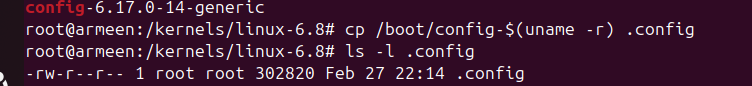 config-6.17.0-14-generic
root@armeen:/kernels/linux-6.8# cp /boot/config-$(uname -r) .config
root@armeen:/kernels/linux-6.8# ls -l .config
-rw-r--r-- 1 root root 302820 Feb 27 22:14 .config